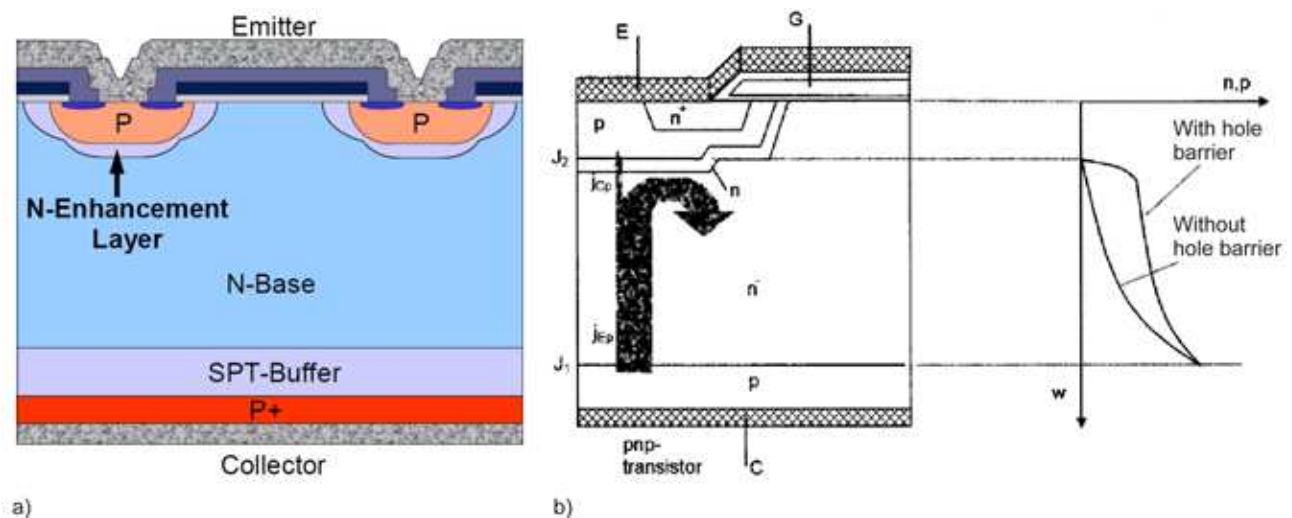 Emitter
P
P
N-Enhancement
Layer
N-Base
SPT-Buffer
P+
Collector
a)
E
G
n+
p
J2
n
jCp
n-
jEp
J1
p
pnp-
transistor
C
b)
n,p
With hole
barrier
Without
hole barrier
w